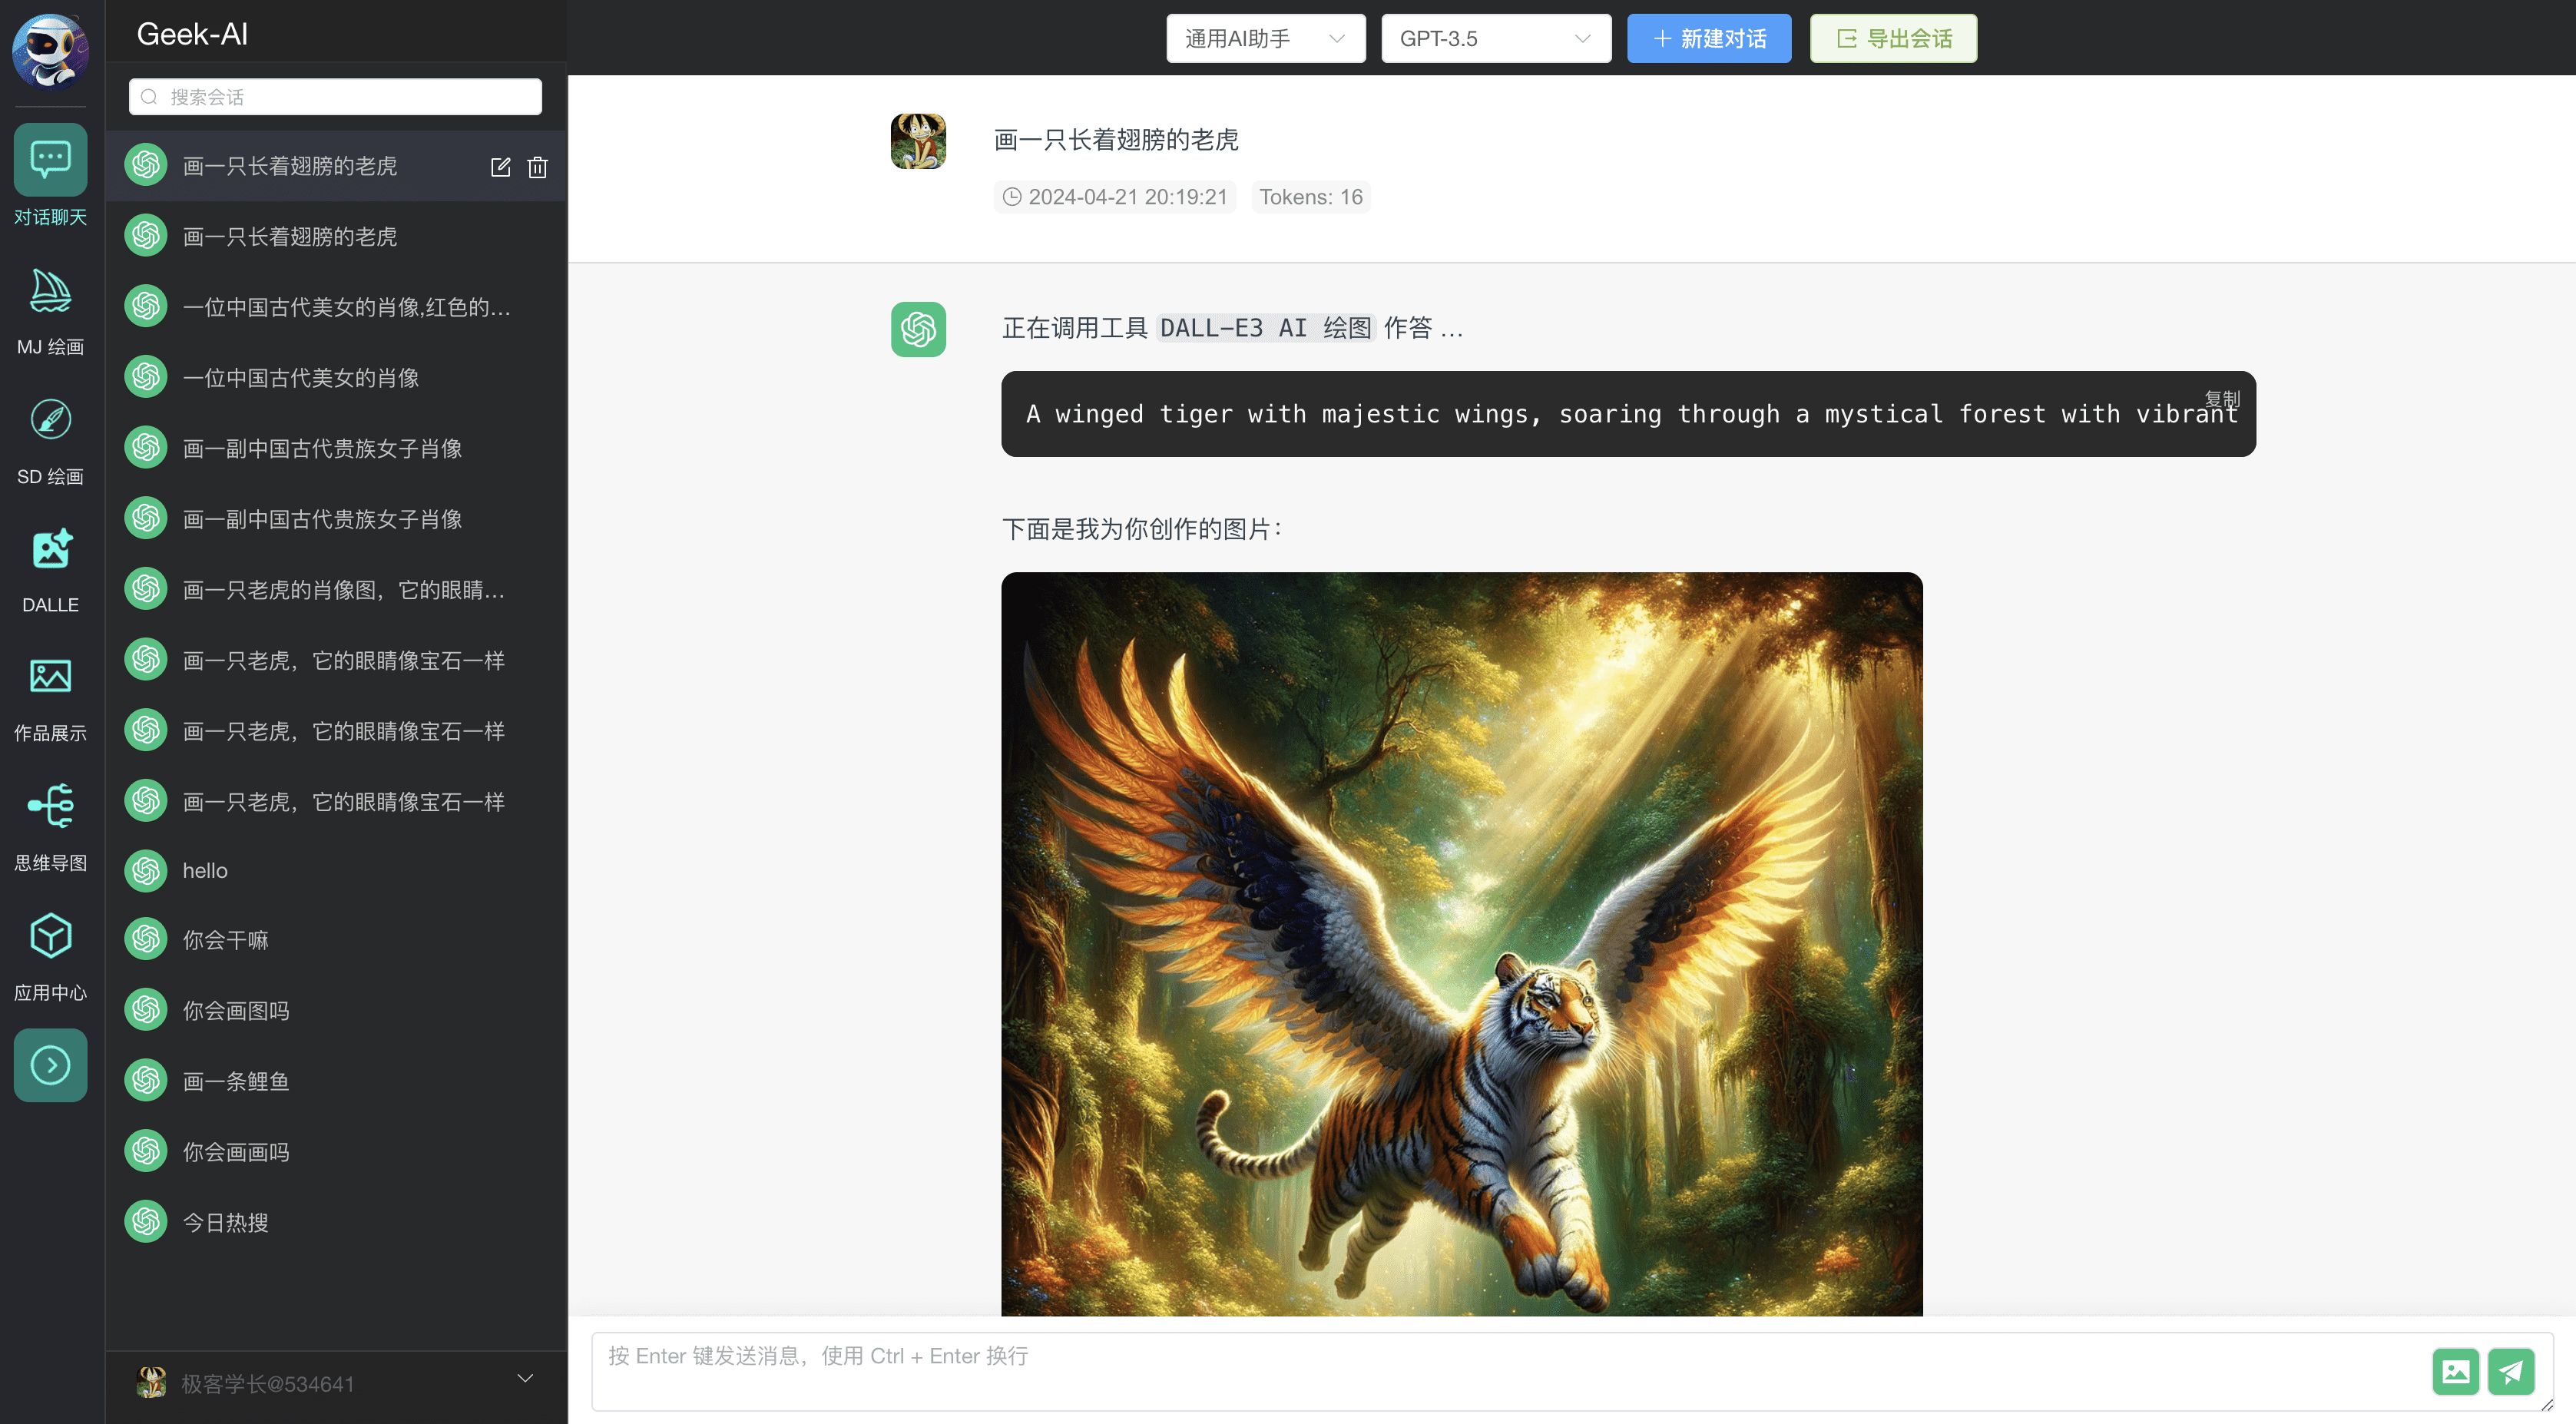 Geek-AI
搜索会话
对话聊天
MJ 绘画
SD 绘画
DALLE
作品展示
思维导图
应用中心
画一只长着翅膀的老虎
画一只长着翅膀的老虎
一位中国古代美女的肖像,红色的...
一位中国古代美女的肖像
画一副中国古代贵族女子肖像
画一副中国古代贵族女子肖像
画一只老虎的肖像图，它的眼睛...
画一只老虎，它的眼睛像宝石一样
画一只老虎，它的眼睛像宝石一样
画一只老虎，它的眼睛像宝石一样
hello
你会干嘛
你会画图吗
画一条鲤鱼
你会画画吗
今日热搜
极客学长@534641
通用AI助手
GPT-3.5
新建对话
导出会话
画一只长着翅膀的老虎
2024-04-21 20:19:21 Tokens: 16
正在调用工具 DALL-E3 AI 绘图 作答 ...
复制
A winged tiger with majestic wings, soaring through a mystical forest with vibrant
下面是我为你创作的图片：
按 Enter 键发送消息，使用 Ctrl + Enter 换行